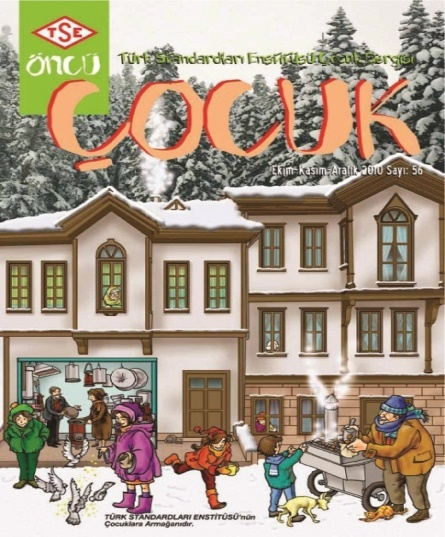 TSE
öncü
Türk Standardları Enstitüsü Çocuk Dergisi
ÇOCUK
Ekim-Kasım-Aralık 2010 Sayı: 56
TÜRK STANDARDLARI ENSTİTÜSÜ'nün
Çocuklara Armağanıdır.